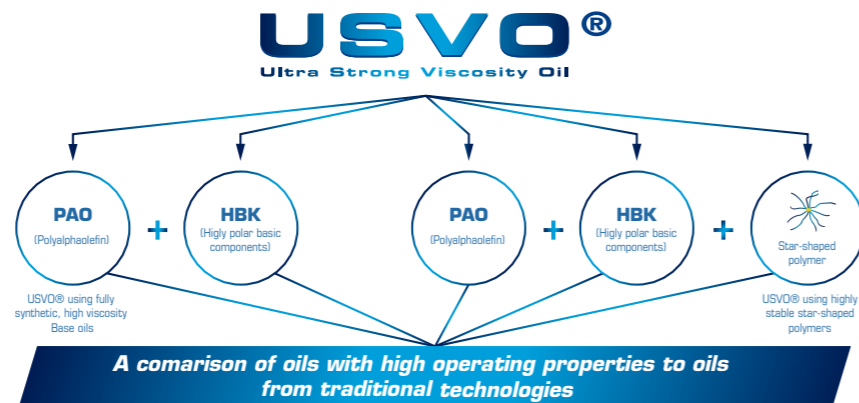 USVO®
Ultra Strong Viscosity Oil
PAO
(Polyalphaolefin)
+
HBK
(Higly polar basic
components)
PAO
(Polyalphaolefin)
+
HBK
(Higly polar basic
components)
+
Star-shaped
polymer
USVO® using fully
synthetic, high viscosity
Base oils
USVO® using highly
stable star-shaped
polymers
A comarison of oils with high operating properties to oils
from traditional technologies